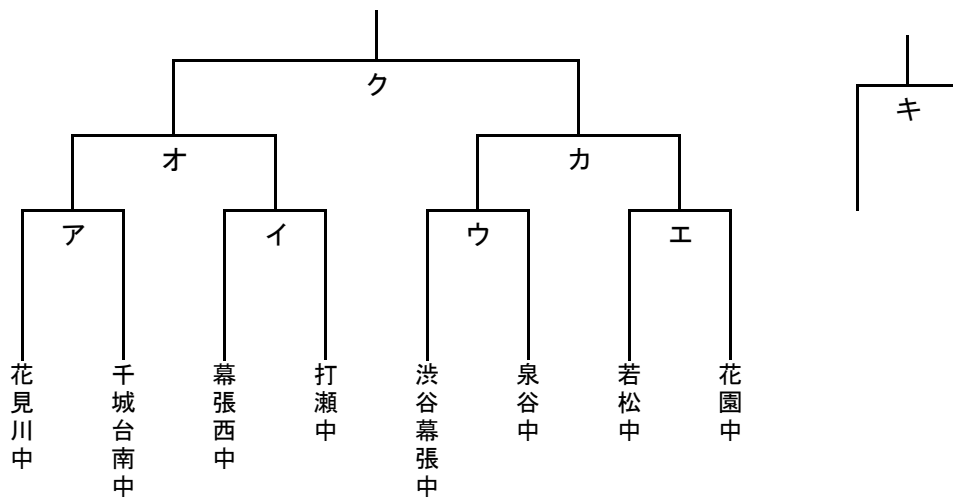 ク
キ
オ
カ
ア
イ
ウ
エ
花見川中
千城台南中
幕張西中
打瀬中
渋谷幕張中
泉谷中
若松中
花園中